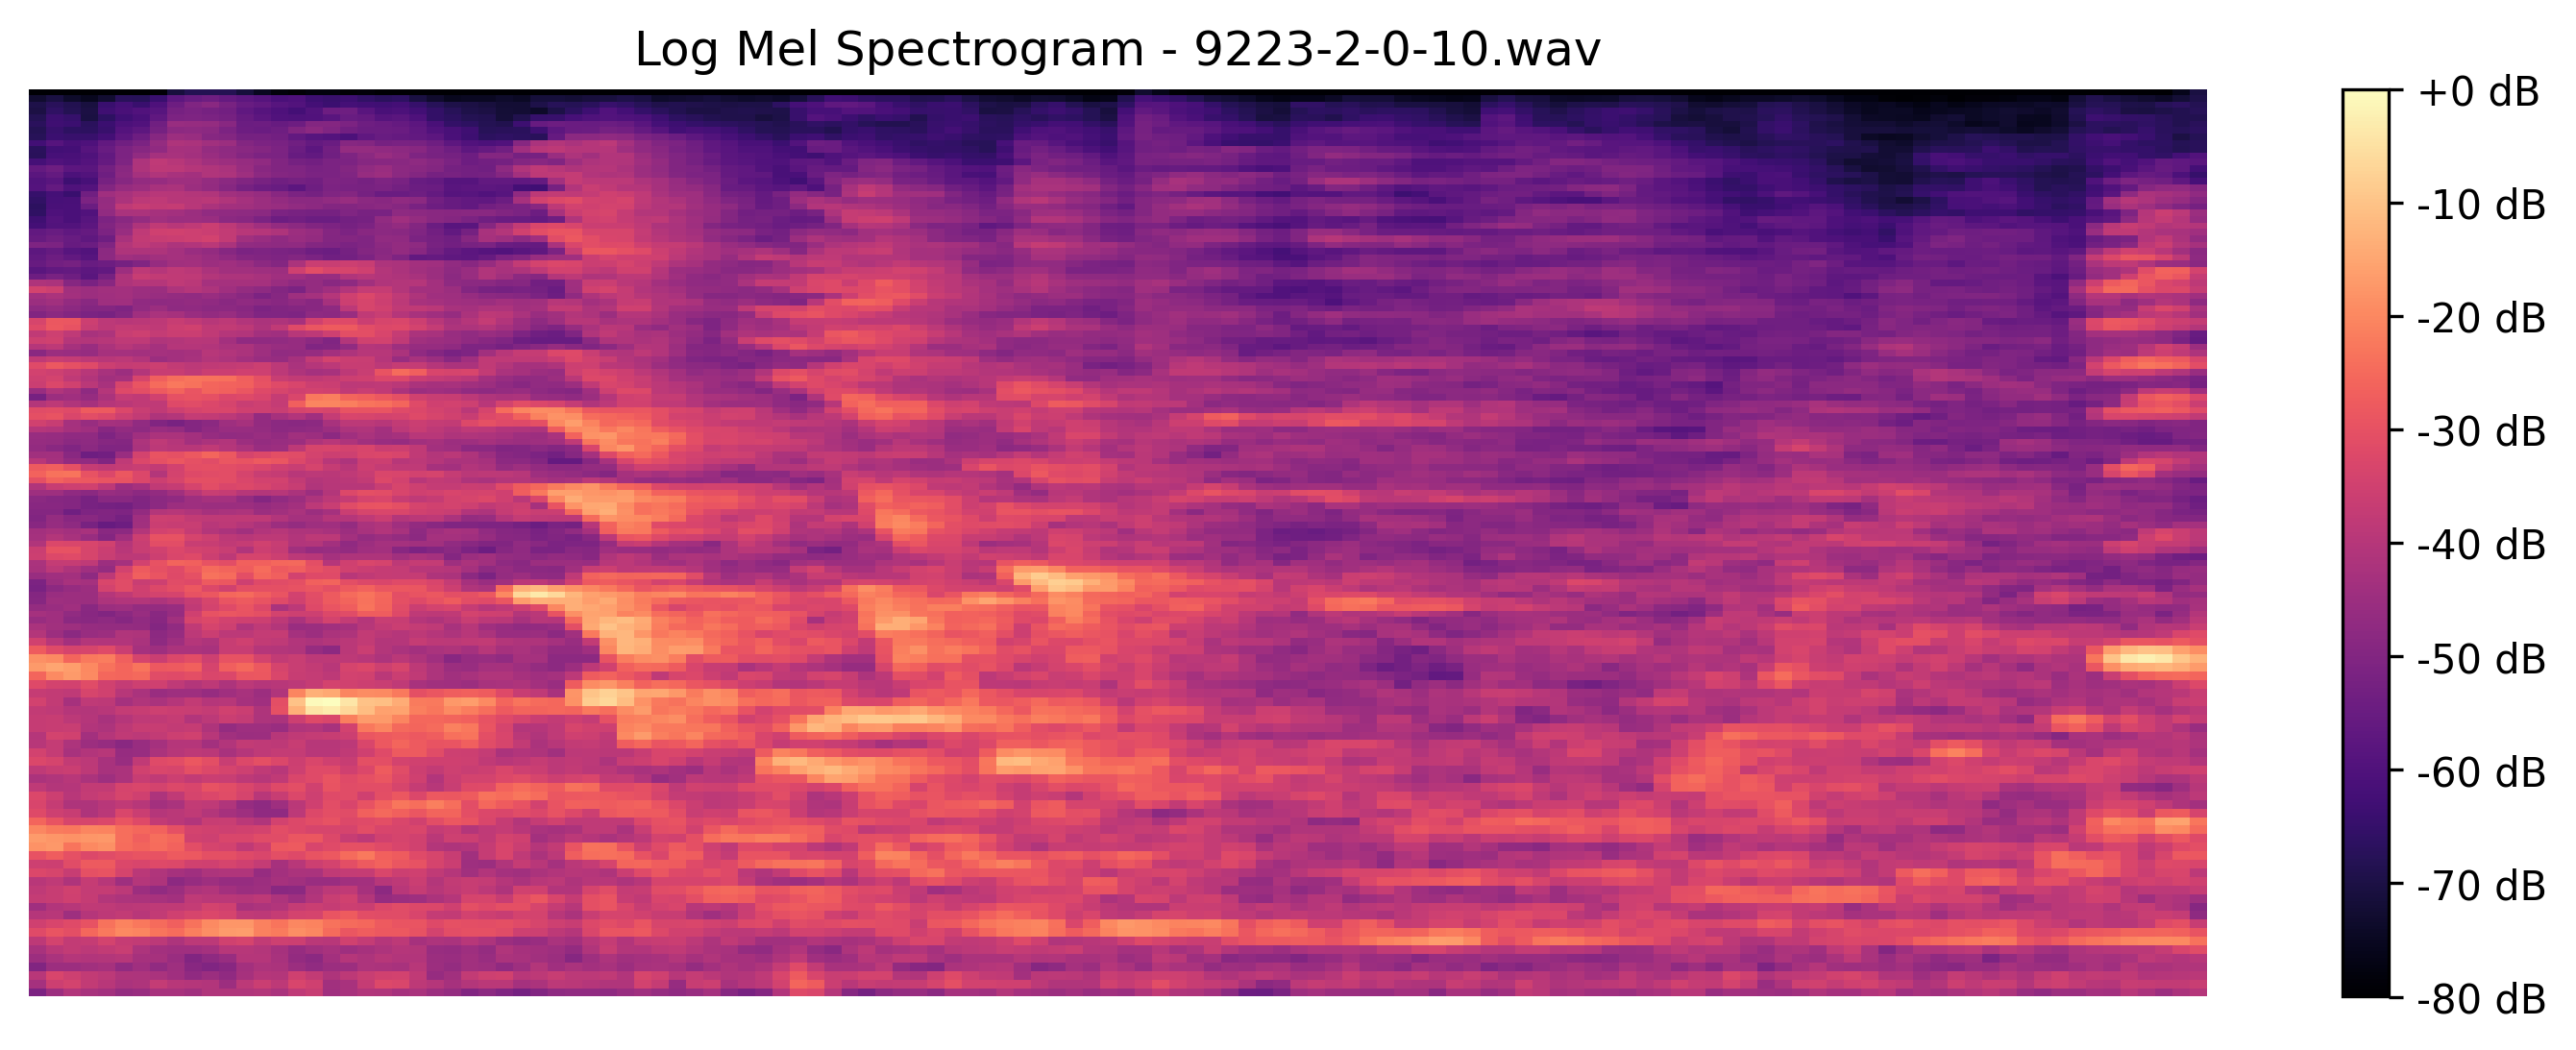 Log Mel Spectrogram - 9223-2-0-10.wav
+0 dB
-10 dB
-20 dB
-30 dB
-40 dB
-50 dB
-60 dB
-70 dB
-80 dB